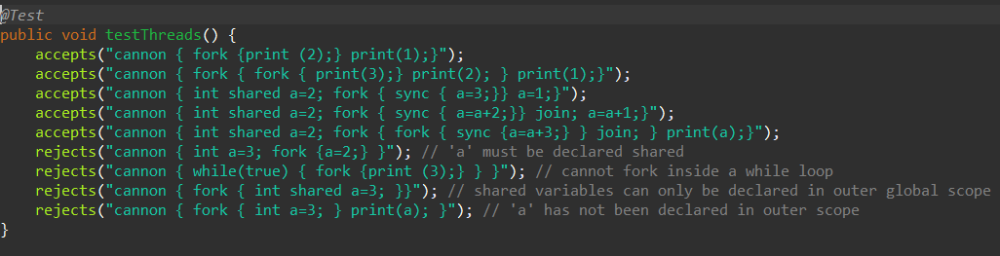 @Test
public void testThreads() {
accepts("cannon { fork {print (2);} print(1);}");
accepts("cannon { fork { fork { print(3);} print(2); } print(1);}");
accepts("cannon { int shared a=2; fork { sync { a=3;}} a=1;}");
accepts("cannon { int shared a=2; fork { sync { a=a+2;}} join; a=a+1;}");
accepts("cannon { int shared a=2; fork { fork { sync {a=a+3;} } join; } print(a);}");
rejects("cannon { int a=3; fork {a=2;} }"); // 'a' must be declared shared
rejects("cannon { while(true) { fork {print (3);} } }"); // cannot fork inside a while loop
rejects("cannon { fork { int shared a=3; }}"); // shared variables can only be declared in outer global scope
rejects("cannon { fork { int a=3; } print(a); }"); // 'a' has not been declared in outer scope
}